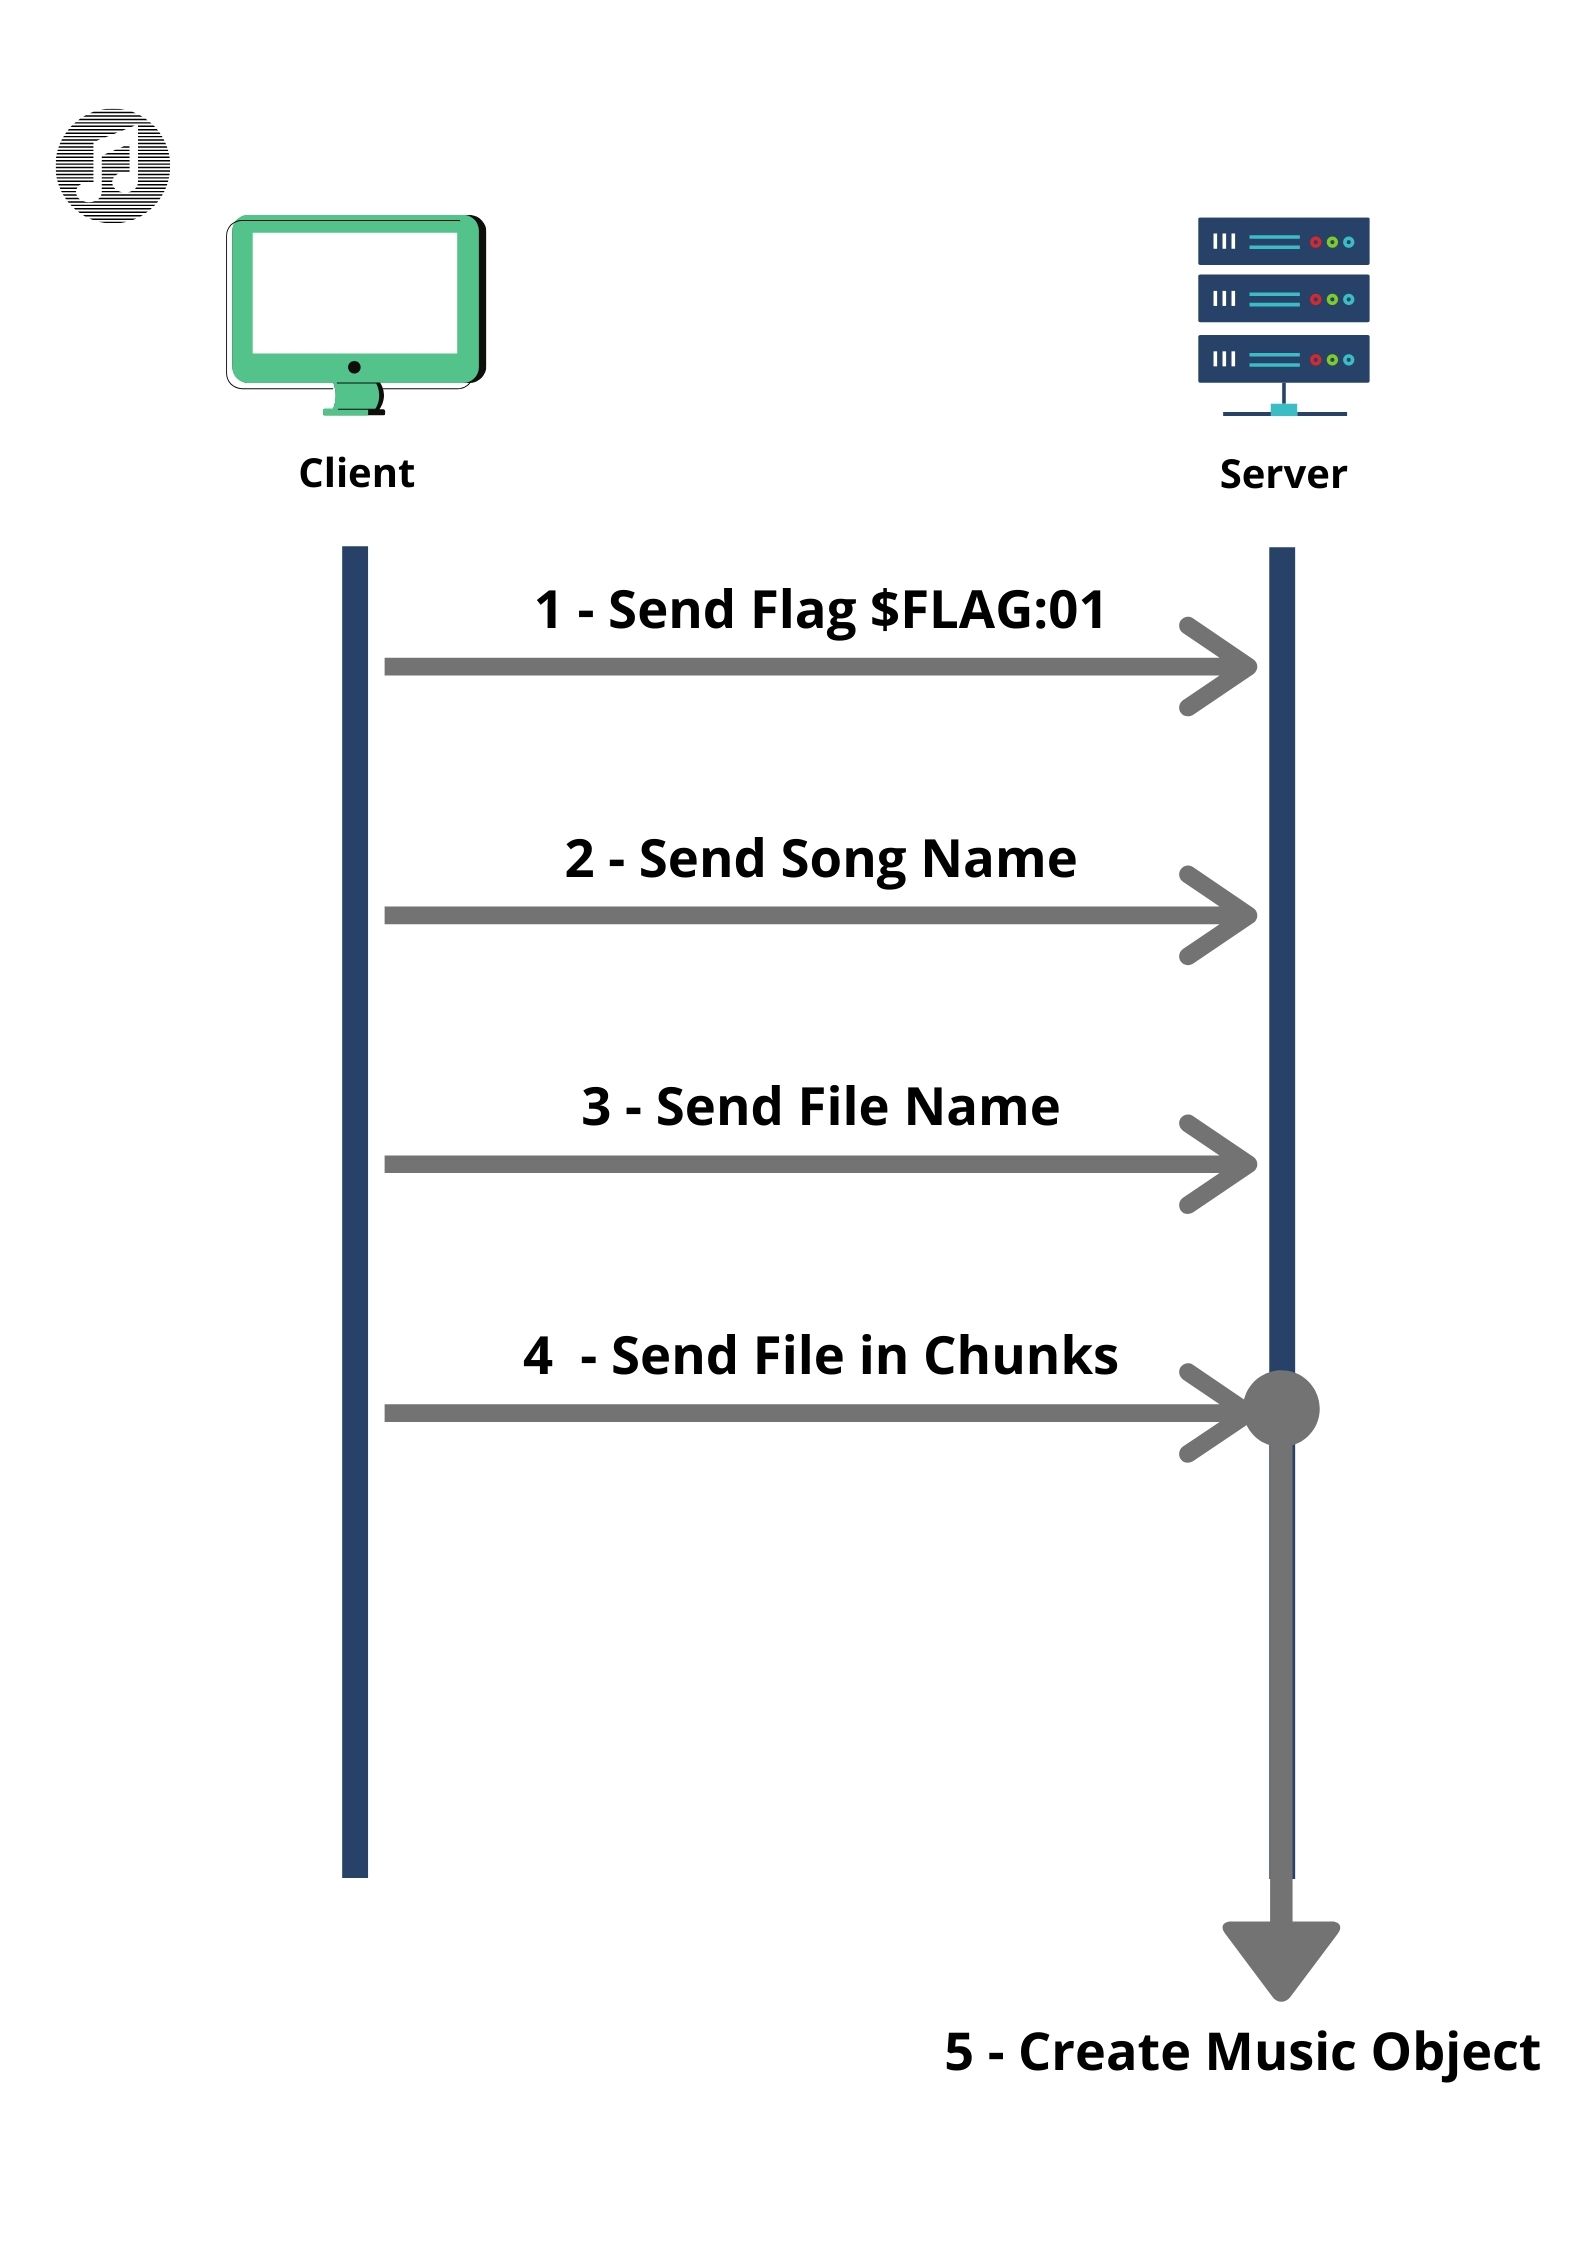 Client
Server
1 - Send Flag $FLAG:01
2 - Send Song Name
3 - Send File Name
4  - Send File in Chunks
5 - Create Music Object